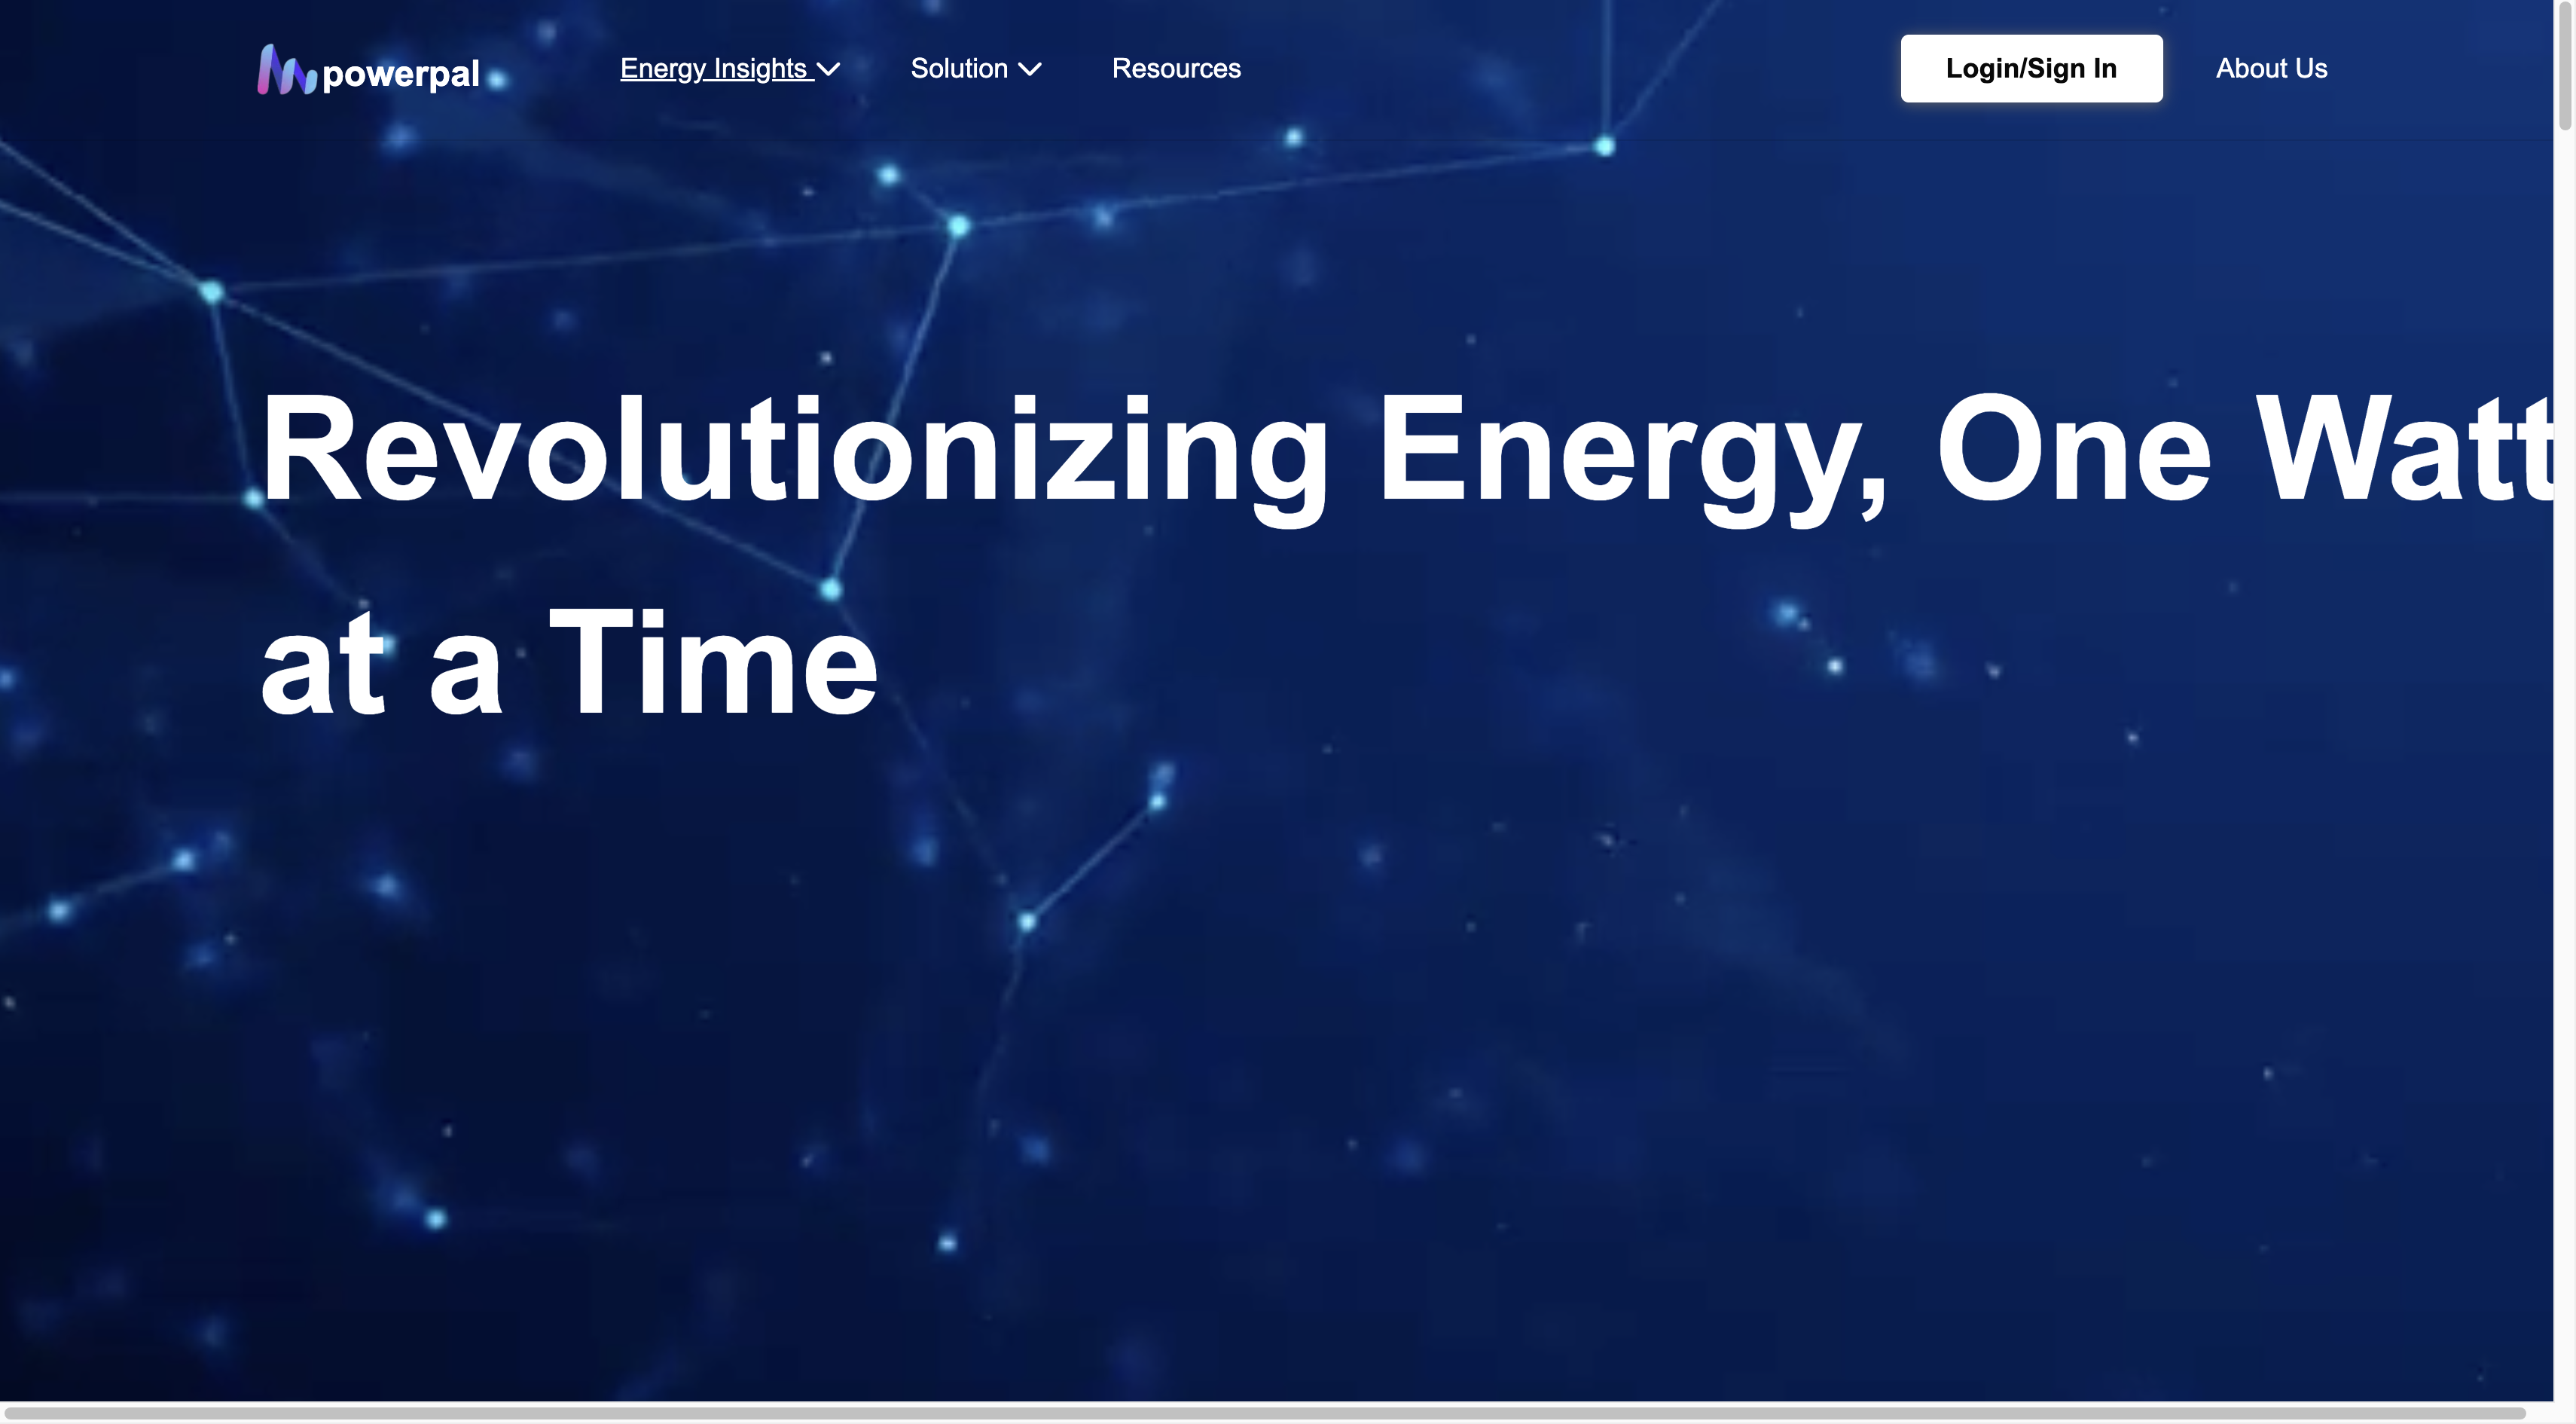 powerpal
Energy Insights
Solution
Resources
Login/Sign In
About Us
Revolutionizing Energy, One Watt
at a Time